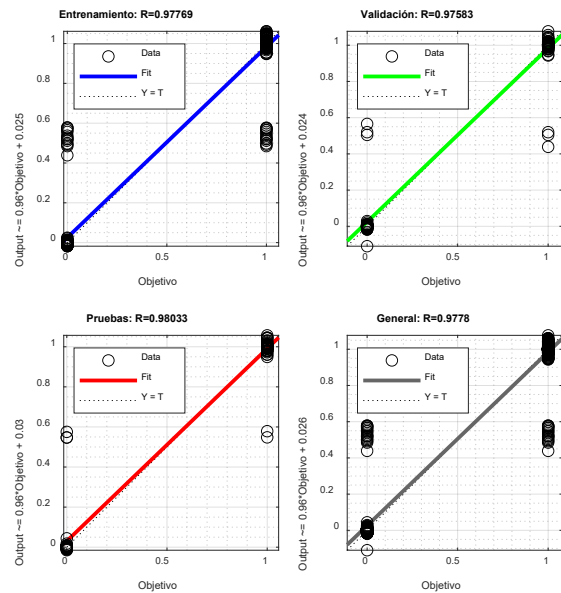 Entrenamiento: R=0.97769
Data
Fit
Y = T
Output ~= 0.96*Objetivo + 0.025
1
0.8
0.6
0.4
0.2
0
0
0.5
1
Objetivo
Validación: R=0.97583
Data
Fit
Y = T
Output ~= 0.96*Objetivo + 0.024
1
0.8
0.6
0.4
0.2
0
0
0.5
1
Objetivo
Pruebas: R=0.98033
Data
Fit
Y = T
Output ~= 0.96*Objetivo + 0.03
1
0.8
0.6
0.4
0.2
0
0
0.5
1
Objetivo
General: R=0.9778
Data
Fit
Y = T
Output ~= 0.96*Objetivo + 0.026
1
0.8
0.6
0.4
0.2
0
0
0.5
1
Objetivo